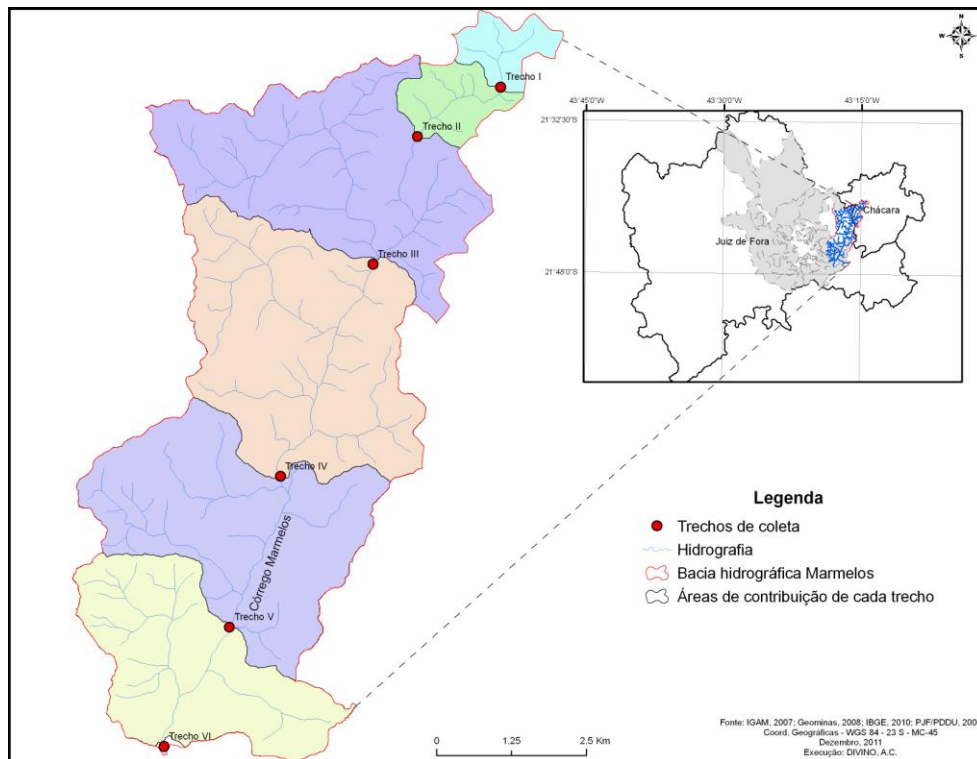 N
W
E
S
Trecho I
Trecho II
Trecho III
Trecho IV
Córrego Marmelos
Trecho V
Trecho VI
43°45'0"W
43°30'0"W
43°15'0"W
21°32'30"S
21°48'0"S
Chácara
Juiz de Fora
Legenda
Trechos de coleta
Hidrografia
Bacia hidrográfica Marmelos
Áreas de contribuição de cada trecho
0 1.25 2.5 Km
Fonte: IGAM, 2007; Geominas, 2008; IBGE, 2010; PJF/PDDU, 200
Coord. Geográficas - WGS 84 - 23 S - MC-45
Dezembro, 2011
Execução: DIVINO, A.C.